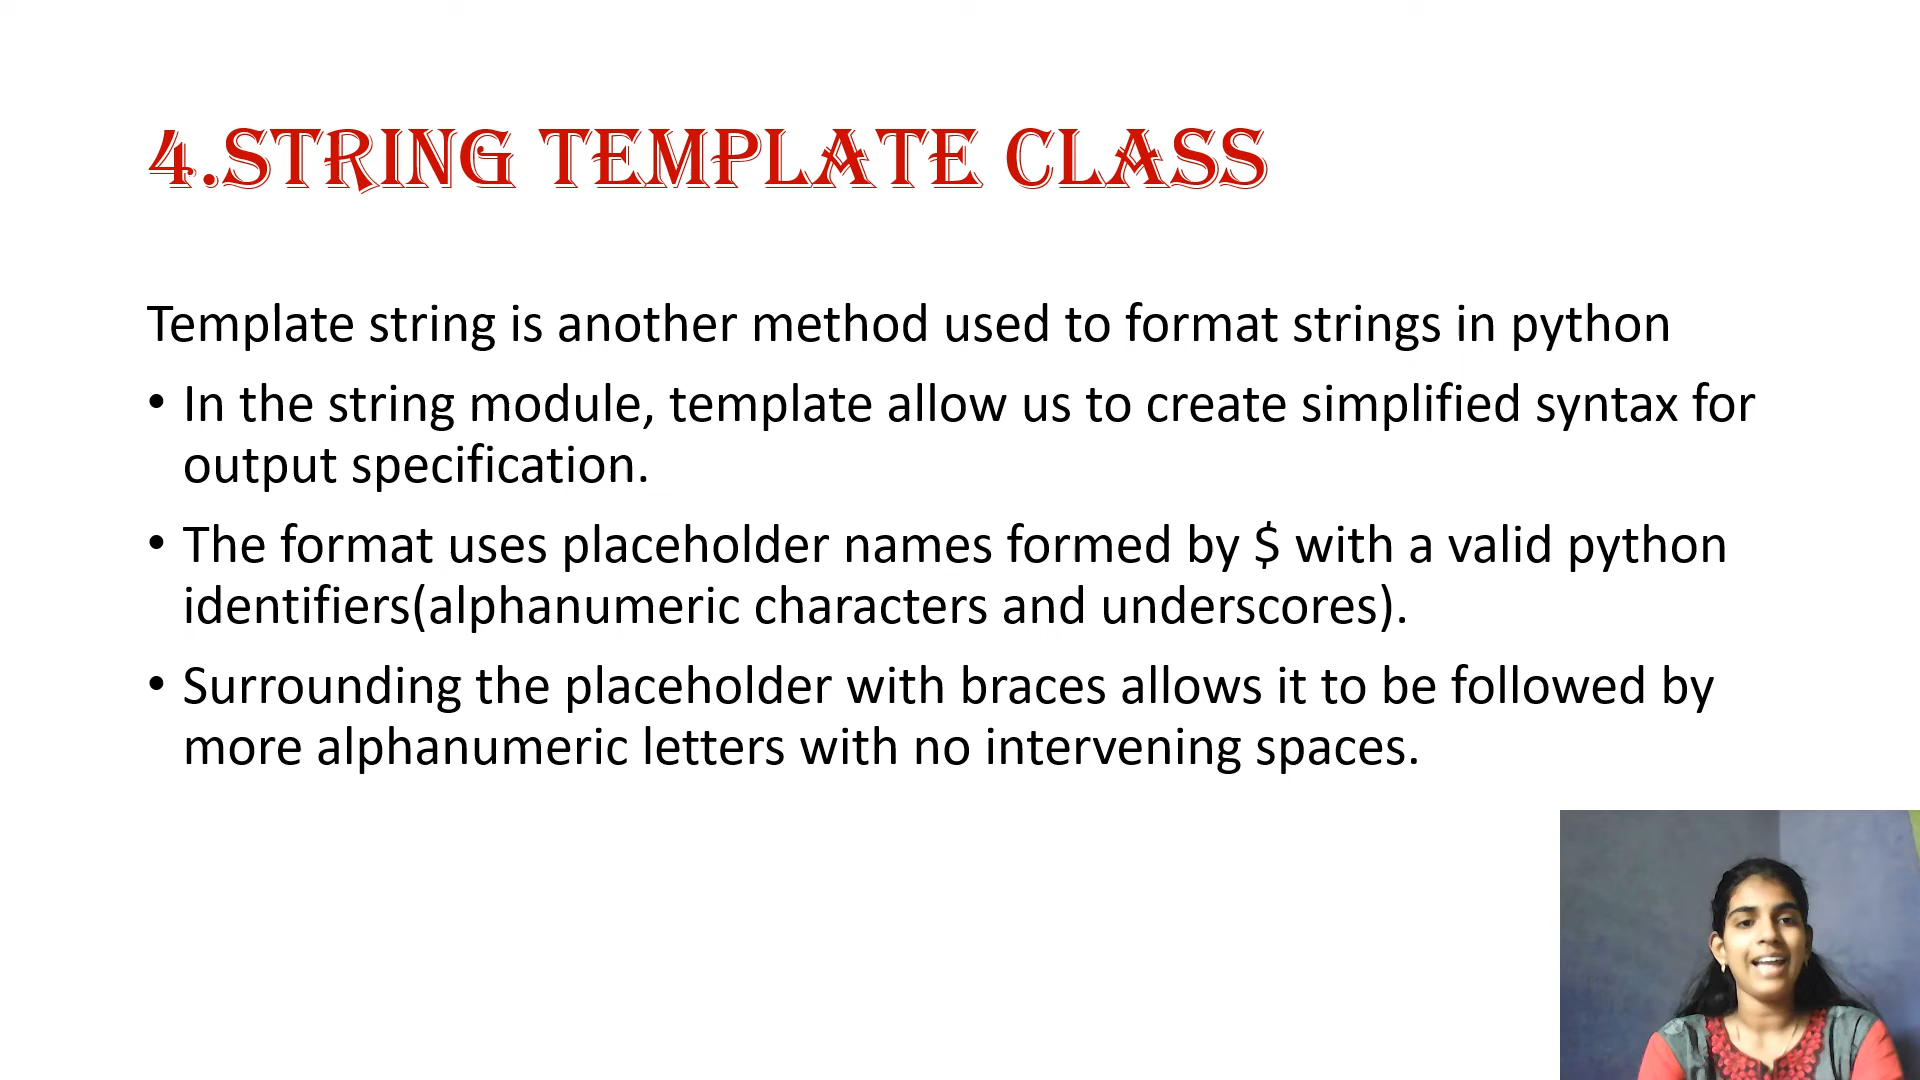 4.STRING TEMPLATE CLASS
Template string is another method used to format strings in python
• In the string module, template allow us to create simplified syntax for
output specification.
• The format uses placeholder names formed by $ with a valid python
identifiers(alphanumeric characters and underscores).
• Surrounding the placeholder with braces allows it to be followed by
more alphanumeric letters with no intervening spaces.